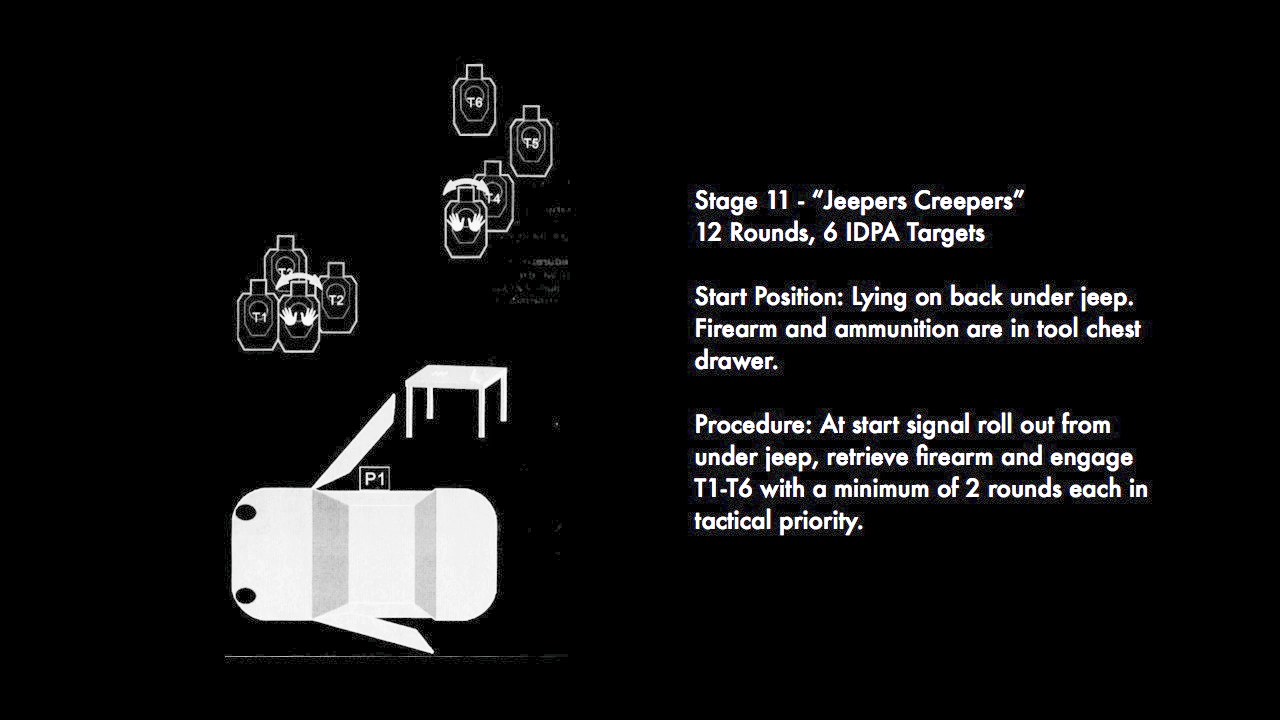 T6
T5
T4
T3
T2
T1
P1
Stage 11 - “Jeepers Creepers”
12 Rounds, 6 IDPA Targets
Start Position: Lying on back under jeep.
Firearm and ammunition are in tool chest
drawer.
Procedure: At start signal roll out from
under jeep, retrieve firearm and engage
T1-T6 with a minimum of 2 rounds each in
tactical priority.